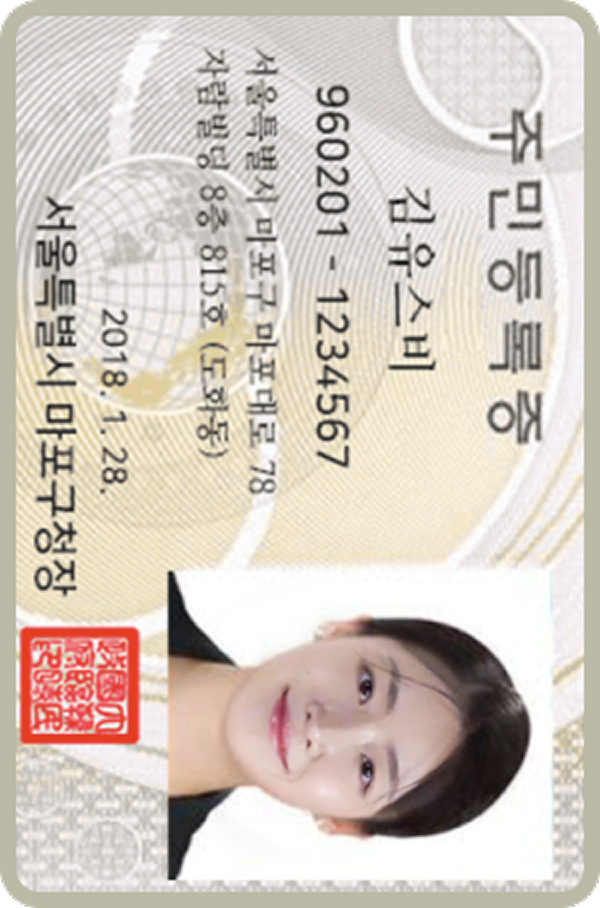 주민등록증
김유스비
960201 - 1234567
서울특별시 마포구 마포대로 78
자람빌딩 8층 815호 (도화동)
2018. 1. 28.
서울특별시 마포구청장